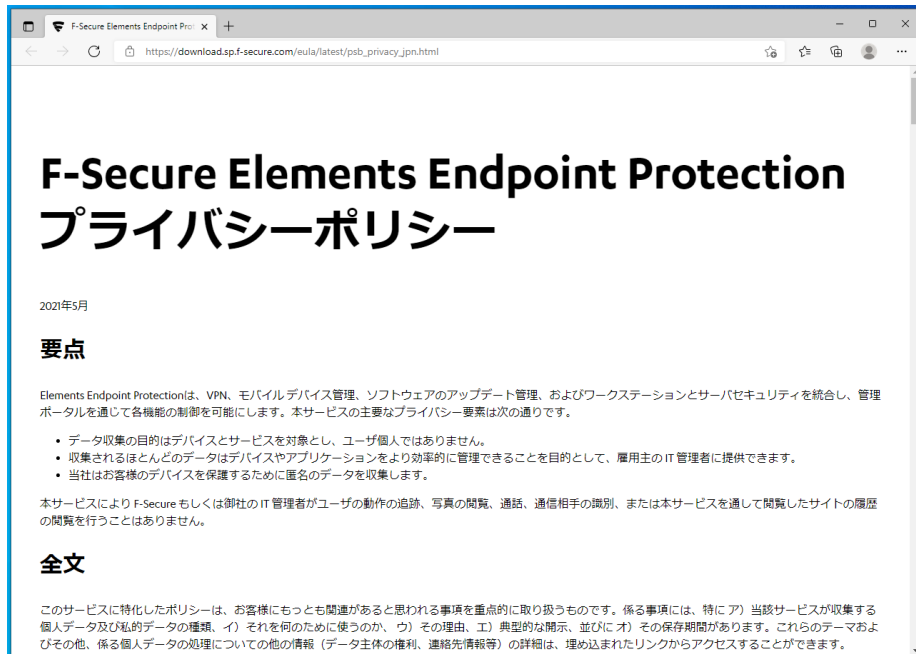 F-Secure Elements Endpoint Prot
https://download.sp.f-secure.com/eula/latest/psb_privacy_jpn.html
F-Secure Elements Endpoint Protection
プライバシーポリシー
2021年5月
要点
Elements Endpoint Protectionは、VPN、モバイルデバイス管理、ソフトウェアのアップデート管理、およびワークステーションとサーバセキュリティを統合し、管理
ポータルを通じて各機能の制御を可能にします。本サービスの主要なプライバシー要素は次の通りです。
• データ収集の目的はデバイスとサービスを対象とし、ユーザ個人ではありません。
• 収集されるほとんどのデータはデバイスやアプリケーションをより効率的に管理できることを目的として、雇用主の IT 管理者に提供できます。
• 当社はお客様のデバイスを保護するために匿名のデータを収集します。
本サービスにより F-Secure もしくは御社の IT 管理者がユーザの動作の追跡、写真の閲覧、通話、通信相手の識別、または本サービスを通して閲覧したサイトの履歴
の閲覧を行うことはありません。
全文
このサービスに特化したポリシーは、お客様にもっとも関連があると思われる事項を重点的に取り扱うものです。係る事項には、特に ア）当該サービスが収集する
個人データ及び私的データの種類、イ）それを何のために使うのか、 ウ）その理由、エ）典型的な開示、並びに オ）その保存期間があります。これらのテーマおよ
びその他、係る個人データの処理についての他の情報（データ主体の権利、連絡先情報等）の詳細は、埋め込まれたリンクからアクセスすることができます。